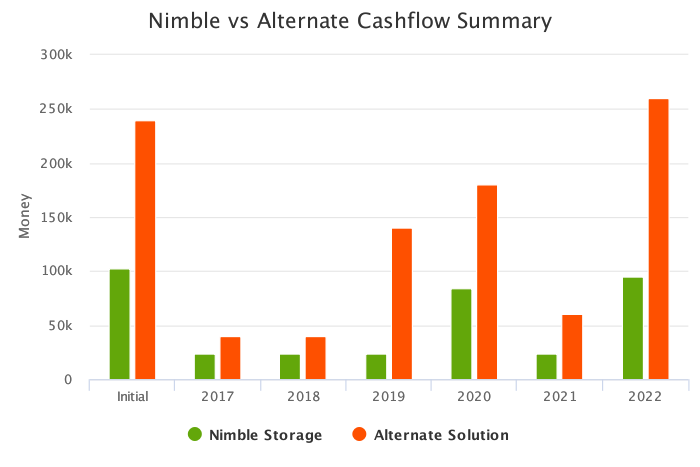 Nimble vs Alternate Cashflow Summary
300k
250k
200k
150k
100k
50k
0
Money
Initial 2017 2018 2019 2020 2021 2022
Nimble Storage Alternate Solution